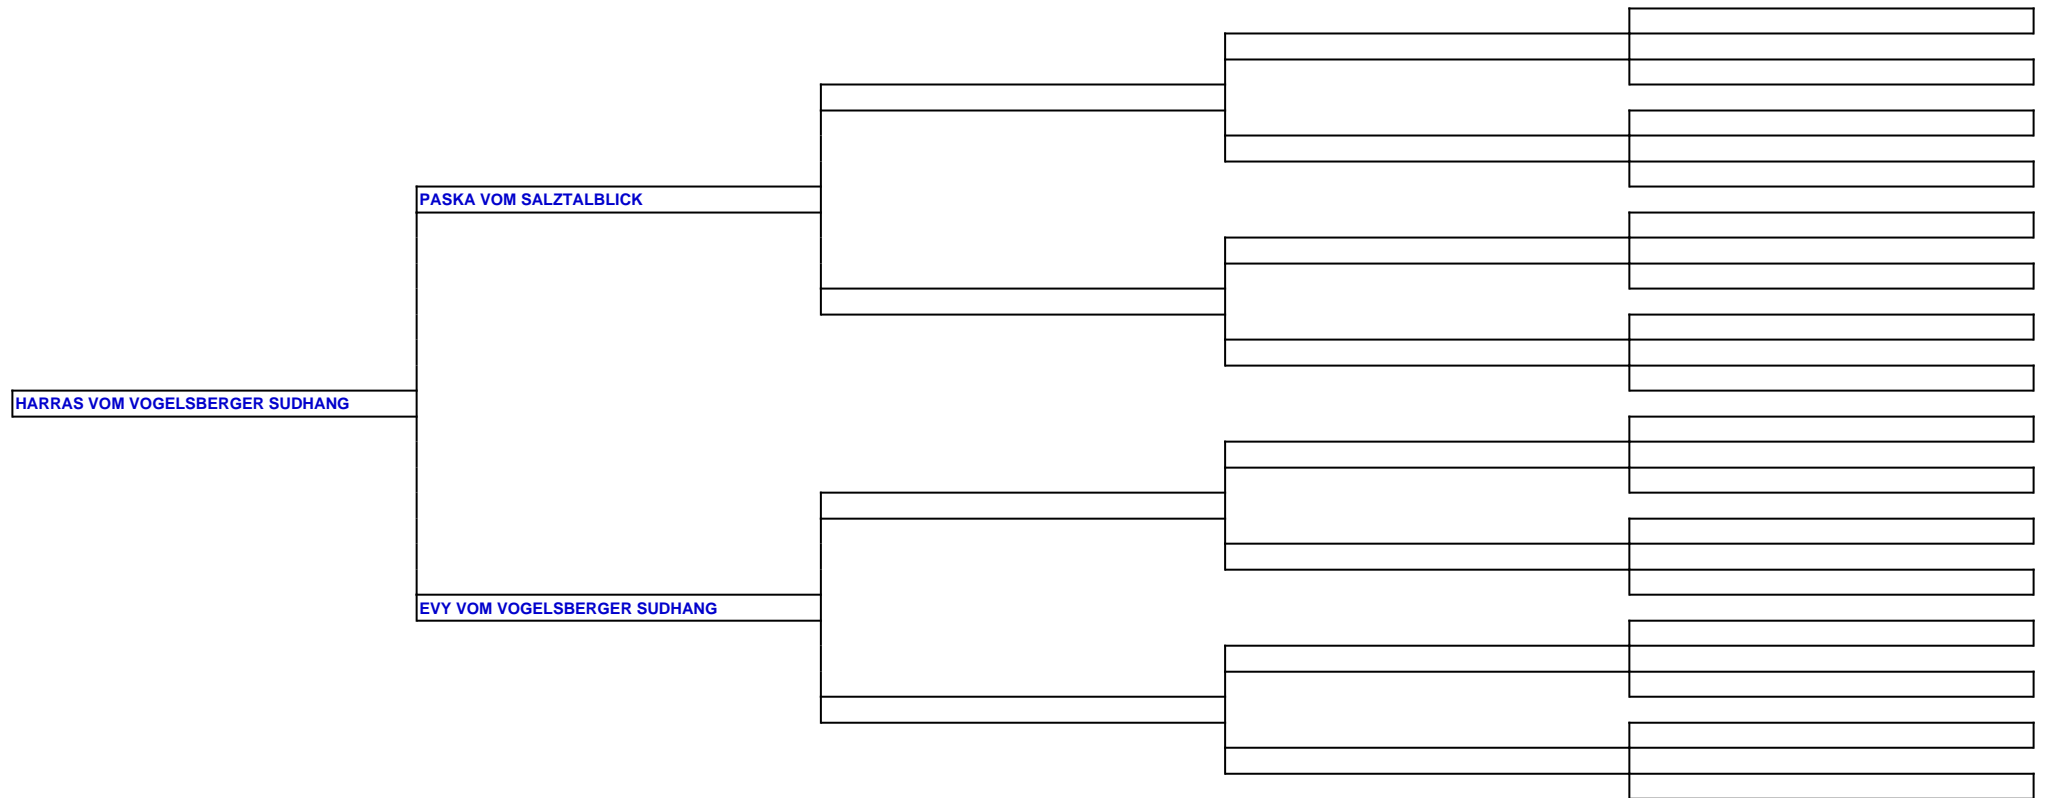 PASKA VOM SALZTALBLICK
HARRAS VOM VOGELSBERGER SUDHANG
EVY VOM VOGELSBERGER SUDHANG